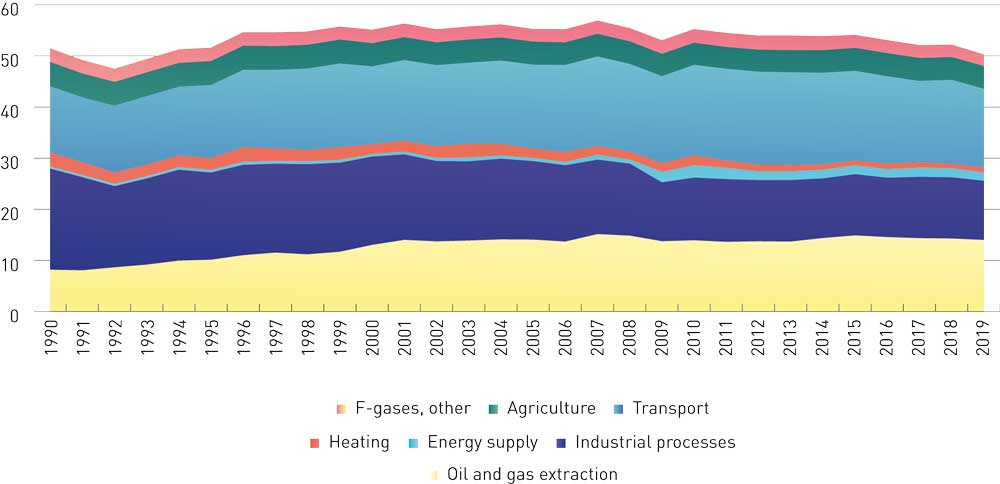 60
50
40
30
20
10
0
1990 1991 1992 1993 1994 1995 1996 1997 1998 1999 2000 2001 2002 2003 2004 2005 2006 2007 2008 2009 2010 2011 2012 2013 2014 2015 2016 2017 2018 2019
F-gases, other Agriculture Transport
Heating Energy supply Industrial processes
Oil and gas extraction